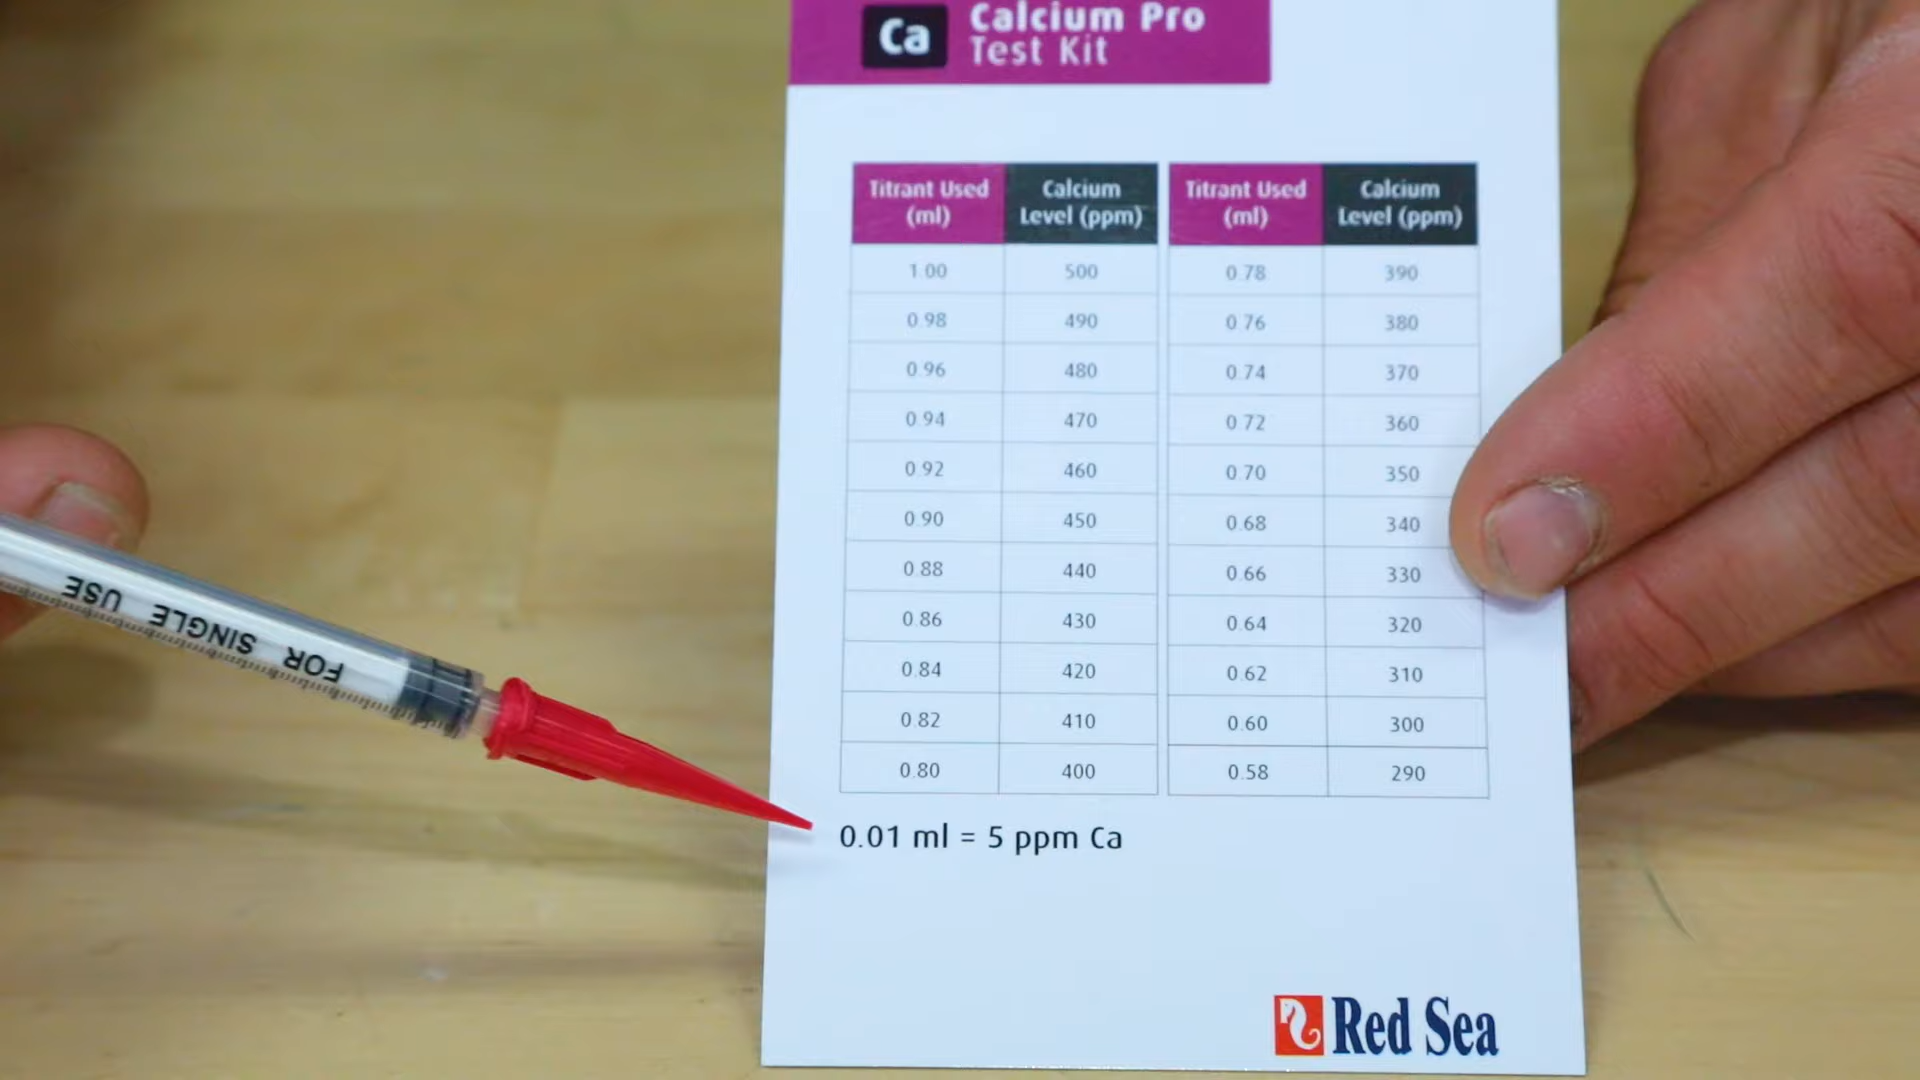 Ca Calcium Pro
Test Kit
Titrant Used Calcium Titrant Used Calcium
(ml) Level (ppm) (ml) Level (ppm)
1.00 500 0.78 390
0.98 490 0.76 380
0.96 480 0.74 370
0.94 470 0.72 360
0.92 460 0.70 350
0.90 450 0.68 340
0.88 440 0.66 330
0.86 430 0.64 320
0.84 420 0.62 310
0.82 410 0.60 300
0.80 400 0.58 290
0.01 ml = 5 ppm Ca
Red Sea
FOR SINGLE USE